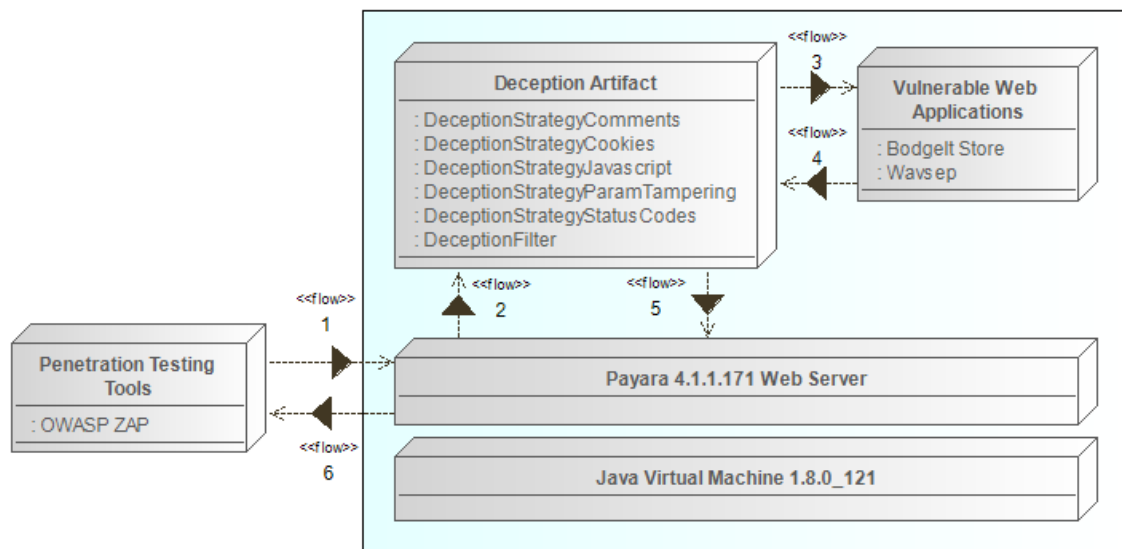 Deception Artifact
: DeceptionStrategyComments
: DeceptionStrategyCookies
: DeceptionStrategyJavascript
: DeceptionStrategyParamTampering
: DeceptionStrategyStatusCodes
: DeceptionFilter
<<flow>>
3
<<flow>>
4
Vulnerable Web
Applications
: BodgeIt Store
: Wavsep
<<flow>>
2
<<flow>>
5
<<flow>>
1
Penetration Testing
Tools
: OWASP ZAP
<<flow>>
6
Payara 4.1.1.171 Web Server
Java Virtual Machine 1.8.0_121